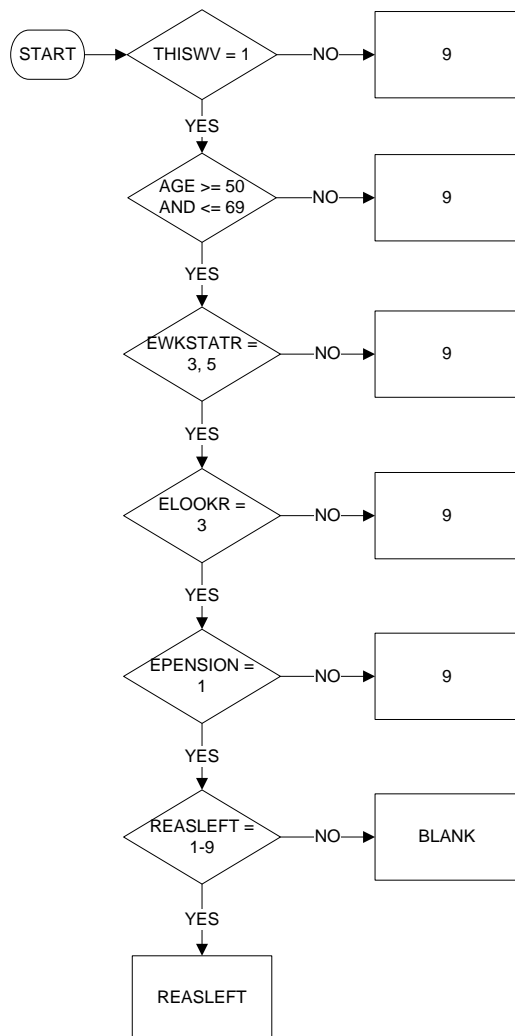 START
THISWV = 1
NO
9
YES
AGE >= 50
AND <= 69
NO
9
YES
EWKSTATR =
3, 5
NO
9
YES
ELOOKR =
3
NO
9
YES
EPENSION =
1
NO
9
YES
REASLEFT =
1-9
NO
BLANK
YES
REASLEFT